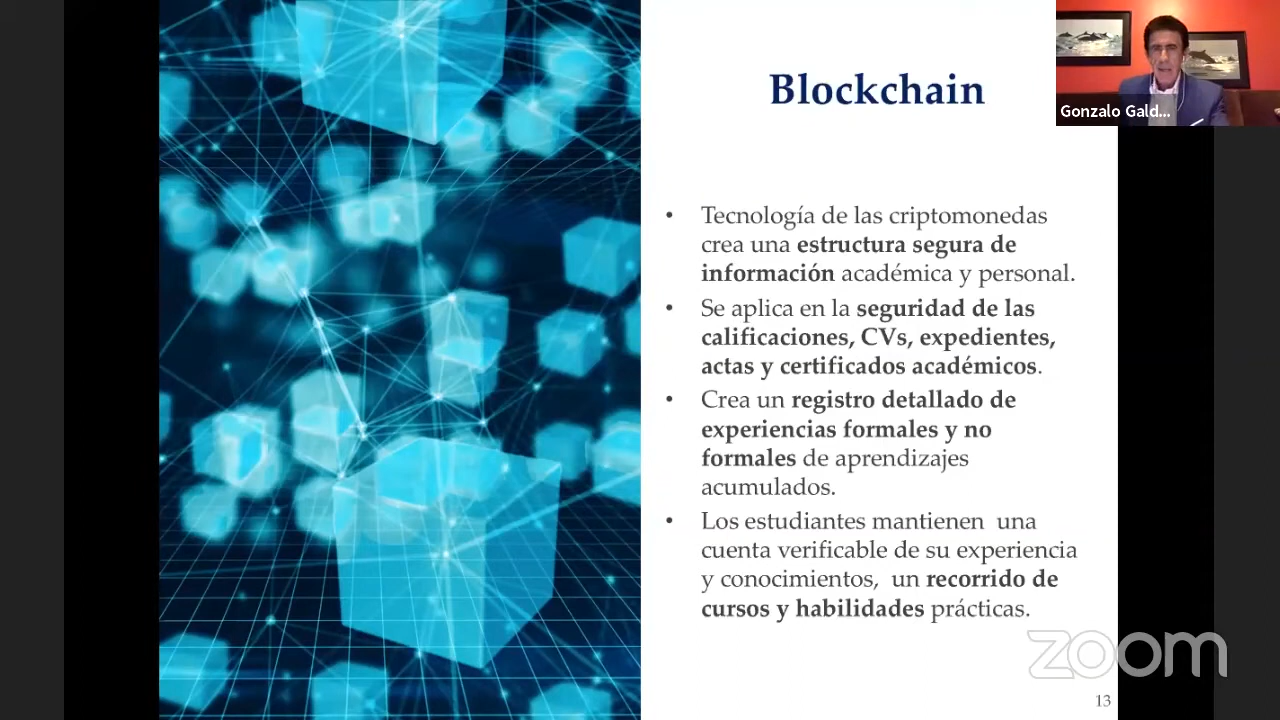 Blockchain
Gonzalo Gald...
• Tecnología de las criptomonedas
crea una estructura segura de
información académica y personal.
• Se aplica en la seguridad de las
calificaciones, CVs, expedientes,
actas y certificados académicos.
• Crea un registro detallado de
experiencias formales y no
formales de aprendizajes
acumulados.
• Los estudiantes mantienen  una
cuenta verificable de su experiencia
y conocimientos,  un recorrido de
cursos y habilidades prácticas.
zoom
13